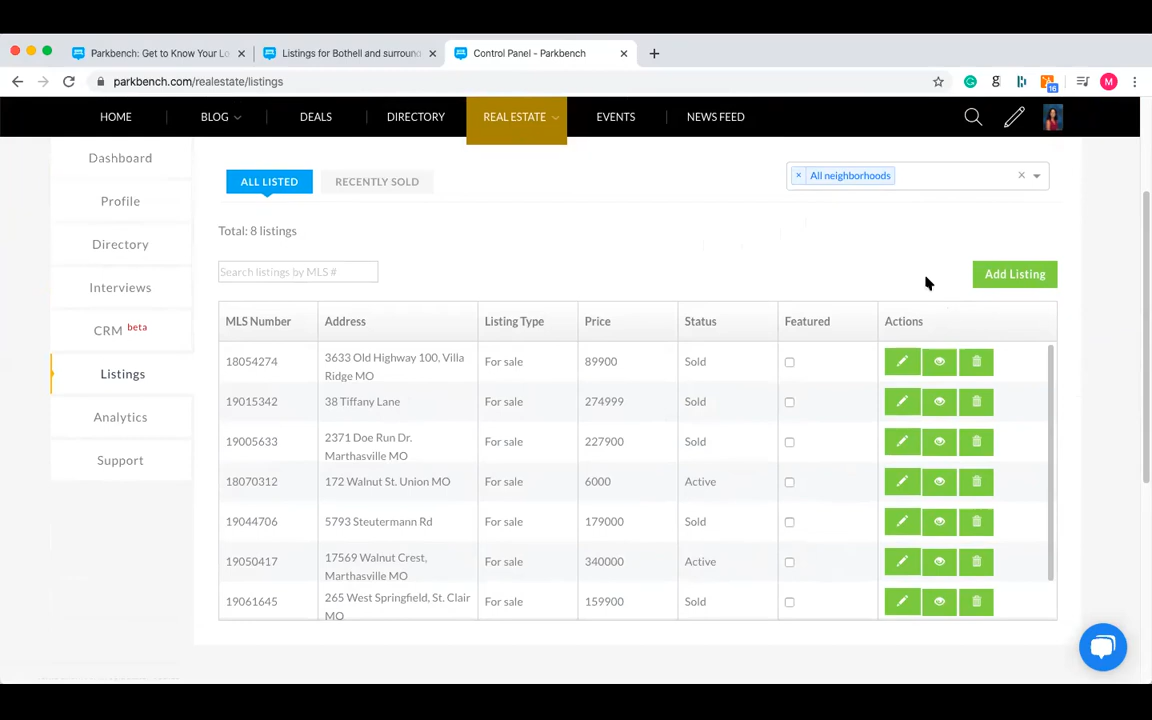 Parkbench: Get to Know Your Lo
Listings for Bothell and surroun
Control Panel - Parkbench
parkbench.com/realestate/listings
16
M
HOME
BLOG
DEALS
DIRECTORY
REAL ESTATE
EVENTS
NEWS FEED
Dashboard
Profile
Directory
Interviews
CRM beta
Listings
Analytics
Support
ALL LISTED
RECENTLY SOLD
× All neighborhoods
Total: 8 listings
Search listings by MLS #
Add Listing
MLS Number Address Listing Type Price Status Featured Actions
18054274 3633 Old Highway 100, Villa Ridge MO For sale 89900 Sold
19015342 38 Tiffany Lane For sale 274999 Sold
19005633 2371 Doe Run Dr. Marthasville MO For sale 227900 Sold
18070312 172 Walnut St. Union MO For sale 6000 Active
19044706 5793 Steutermann Rd For sale 179000 Sold
19050417 17569 Walnut Crest, Marthasville MO For sale 340000 Active
19061645 265 West Springfield, St. Clair MO For sale 159900 Sold